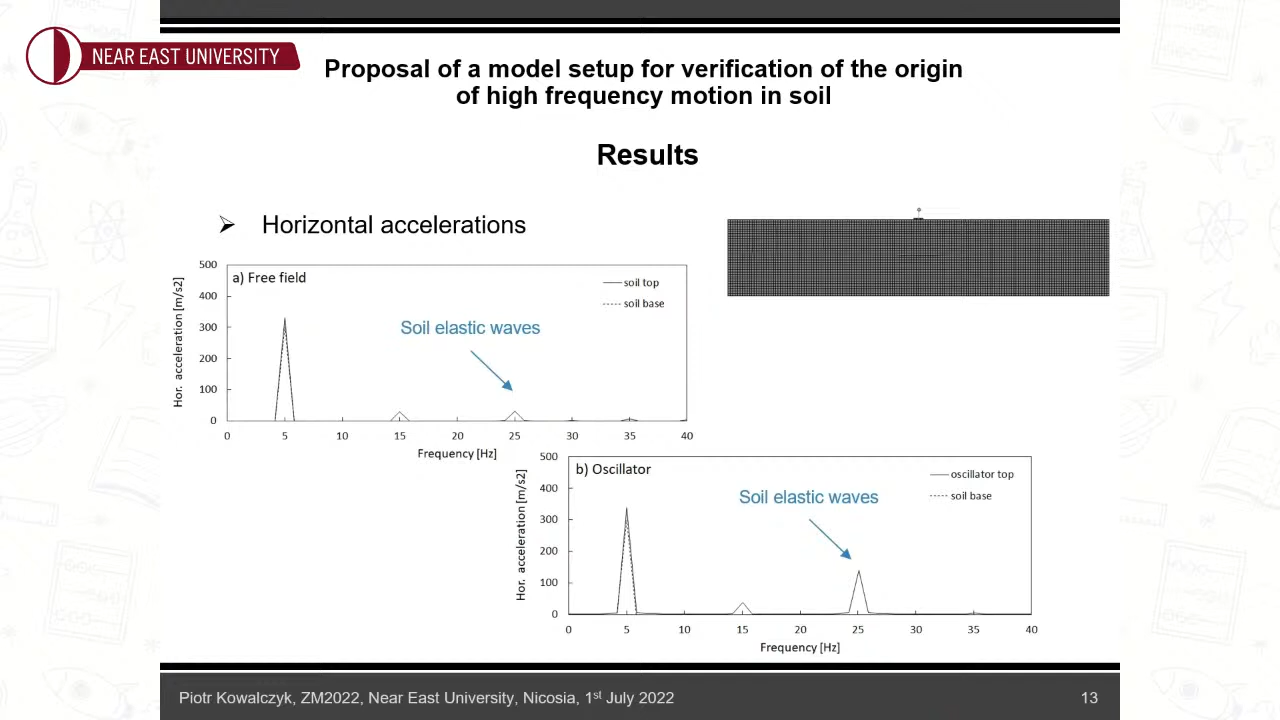 NEAR EAST UNIVERSITY
Proposal of a model setup for verification of the origin
of high frequency motion in soil
Results
Horizontal accelerations
a) Free field
soil top
soil base
Soil elastic waves
Hor. acceleration [m/s2]
500
400
300
200
100
0
0 5 10 15 20 25 30 35 40
Frequency [Hz]
b) Oscillator
oscillator top
soil base
Soil elastic waves
Hor. acceleration [m/s2]
500
400
300
200
100
0
0 5 10 15 20 25 30 35 40
Frequency [Hz]
Piotr Kowalczyk, ZM2022, Near East University, Nicosia, 1st July 2022
13